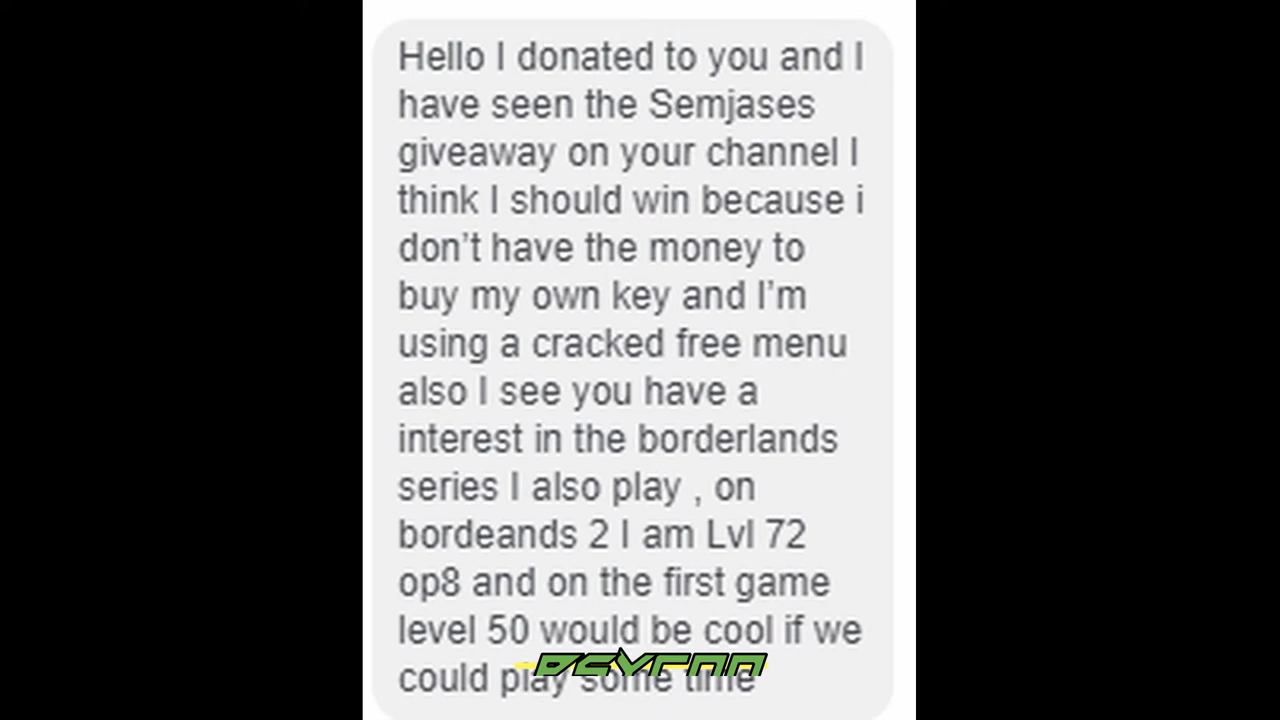 Hello I donated to you and I
have seen the Semjases
giveaway on your channel I
think I should win because i
don’t have the money to
buy my own key and I’m
using a cracked free menu
also I see you have a
interest in the borderlands
series I also play , on
bordeands 2 I am Lvl 72
op8 and on the first game
level 50 would be cool if we
could play some time